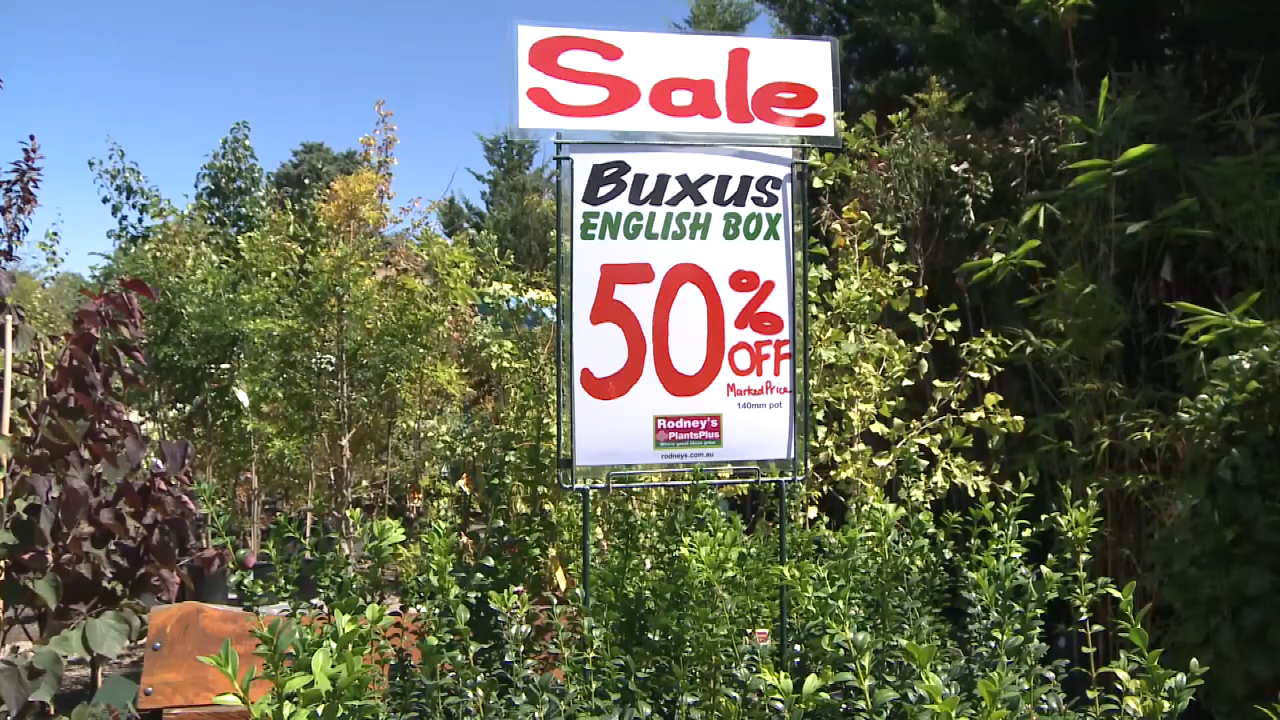 Sale
BUXUS
ENGLISH BOX
50%
OFF
Marked Price
140mm pot
Rodney's
PlantsPlus
rodneys.com.au